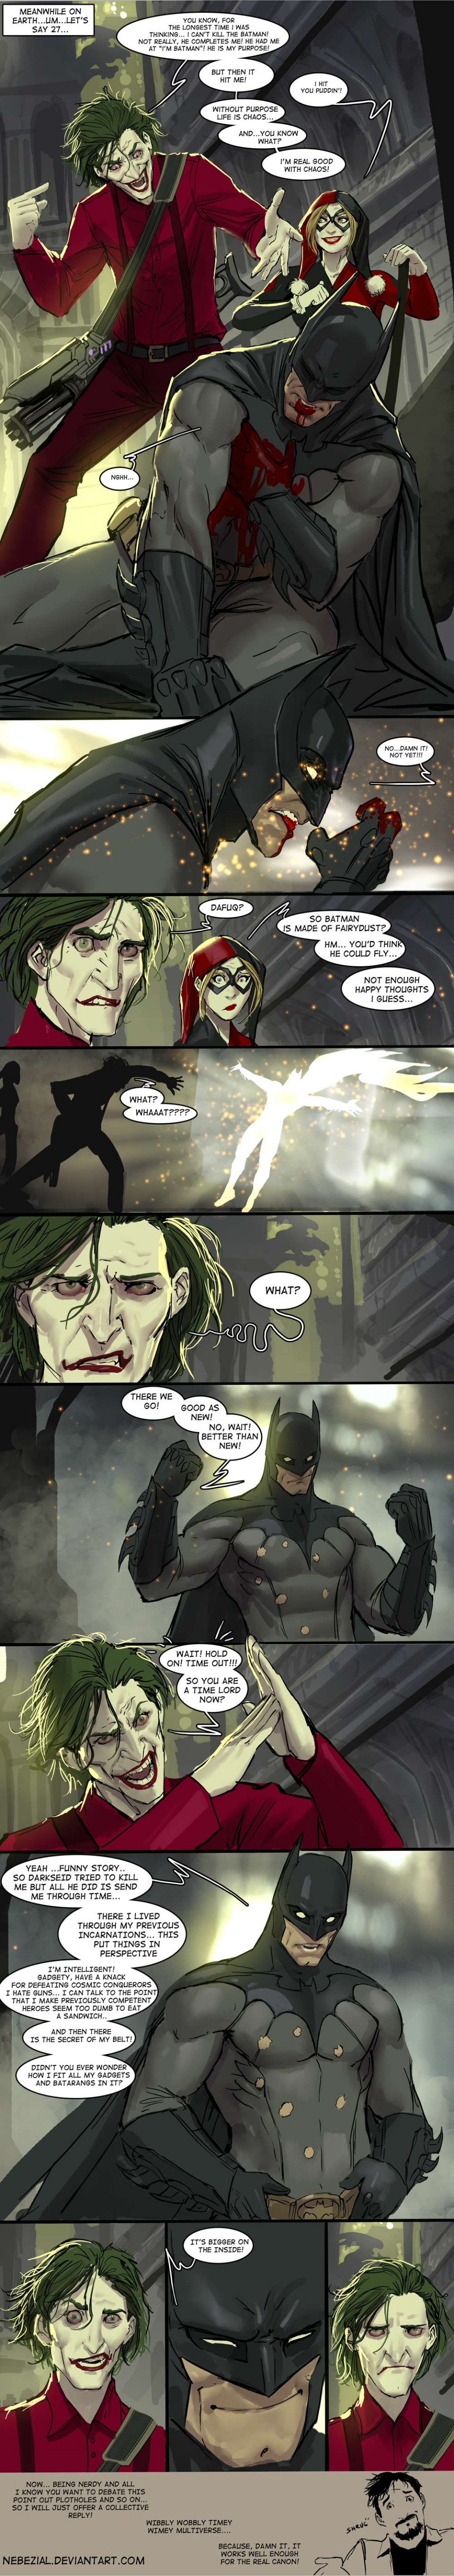 MEANWHILE ON
EARTH...UM...LET'S
SAY 27...
YOU KNOW, FOR
THE LONGEST TIME I WAS
THINKING... I CAN'T KILL THE BATMAN!
NOT REALLY, HE COMPLETES ME! HE HAD ME
AT "I'M BATMAN"! HE IS MY PURPOSE!
BUT THEN IT
HIT ME!
I HIT
YOU PUDDIN'!
WITHOUT PURPOSE
LIFE IS CHAOS...
AND...YOU KNOW
WHAT?
I'M REAL GOOD
WITH CHAOS!
NGHH...
NO...DAMN IT!
NOT YET!!!
DAFUQ?
SO BATMAN
IS MADE OF FAIRYDUST?
HM... YOU'D THINK
HE COULD FLY...
NOT ENOUGH
HAPPY THOUGHTS
I GUESS...
WHAT?
WHAAAT????
WHAT?
THERE WE
GO!
GOOD AS
NEW!
NO, WAIT!
BETTER THAN
NEW!
WAIT! HOLD
ON! TIME OUT!!!
SO YOU ARE
A TIME LORD
NOW?
YEAH ...FUNNY STORY..
SO DARKSEID TRIED TO KILL
ME BUT ALL HE DID IS SEND
ME THROUGH TIME...
THERE I LIVED
THROUGH MY PREVIOUS
INCARNATIONS... THIS
PUT THINGS IN
PERSPECTIVE
I'M INTELLIGENT!
GADGETY, HAVE A KNACK
FOR DEFEATING COSMIC CONQUERORS
I HATE GUNS... I CAN TALK TO THE POINT
THAT I MAKE PREVIOUSLY COMPETENT
HEROES SEEM TOO DUMB TO EAT
A SANDWICH..
AND THEN THERE
IS THE SECRET OF MY BELT!
DIDN'T YOU EVER WONDER
HOW I FIT ALL MY GADGETS
AND BATARANGS IN IT?
IT'S BIGGER ON
THE INSIDE!
NOW... BEING NERDY AND ALL
I KNOW YOU WANT TO DEBATE THIS
POINT OUT PLOTHOLES AND SO ON...
SO I WILL JUST OFFER A COLLECTIVE
REPLY!
WIBBLY WOBBLY TIMEY
WIMEY MULTIVERSE....
SHRUG
BECAUSE, DAMN IT, IT
WORKS WELL ENOUGH
FOR THE REAL CANON!
NEBEZIAL.DEVIANTART.COM